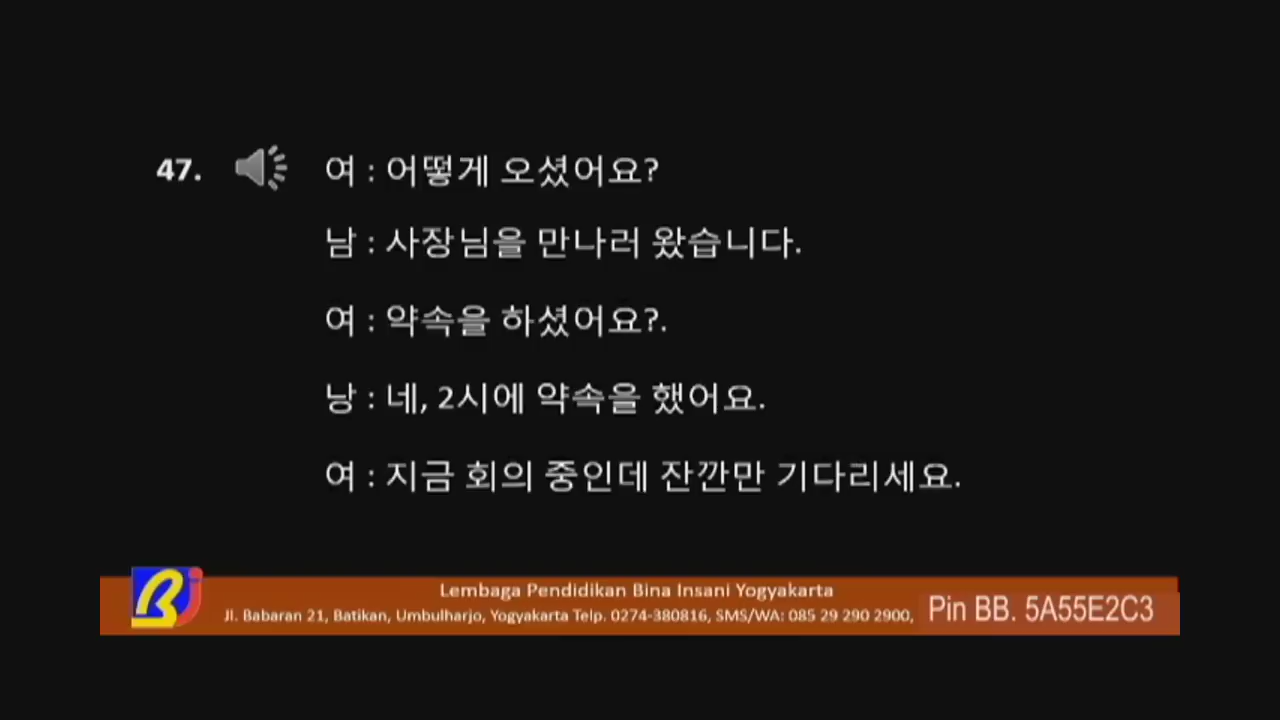 47. 여 : 어떻게 오셨어요?
남 : 사장님을 만나러 왔습니다.
여 : 약속을 하셨어요?.
낭 : 네, 2시에 약속을 했어요.
여 : 지금 회의 중인데 잔깐만 기다리세요.
Lembaga Pendidikan Bina Insani Yogyakarta
Jl. Babaran 21, Batikan, Umbulharjo, Yogyakarta Telp. 0274-380816, SMS/WA: 085 29 290 2900, Pin BB. 5A55E2C3